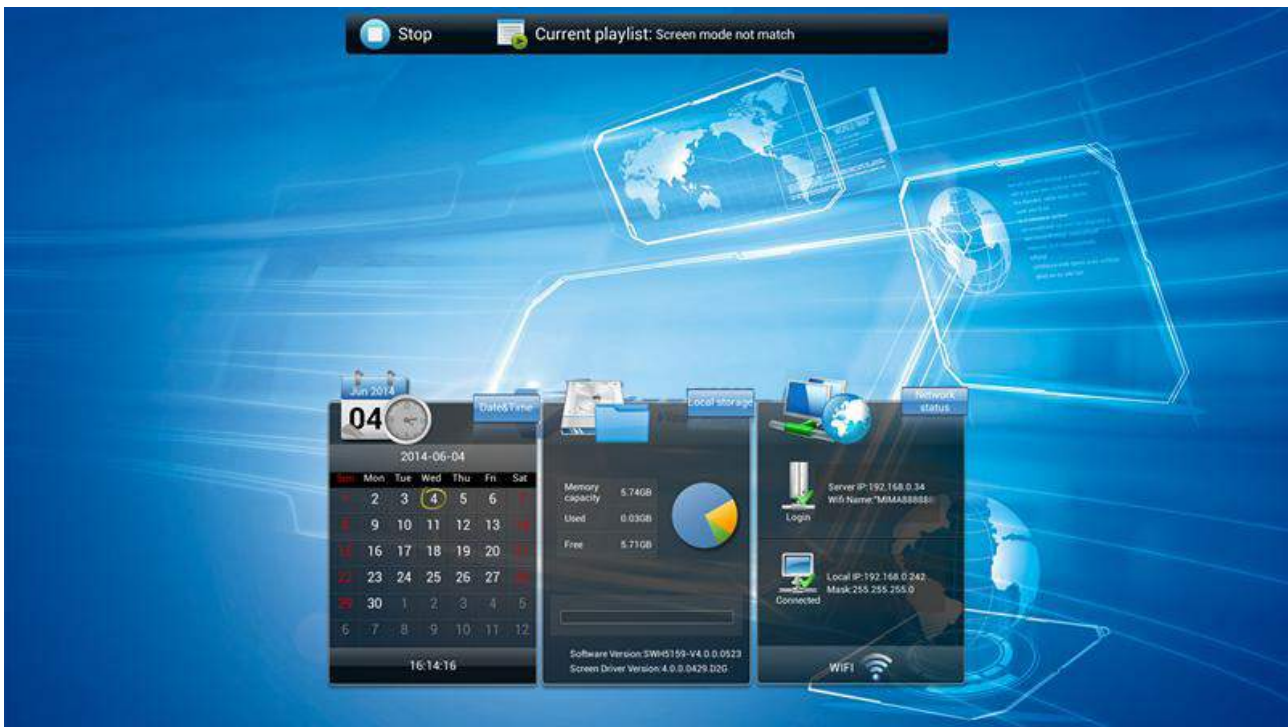 Stop
Current playlist: Screen mode not match
WORLD MAP
Jun 2014
04
Date&Time
2014-06-04
Sun Mon Tue Wed Thu Fri Sat
1 2 3 4 5 6 7
8 9 10 11 12 13 14
15 16 17 18 19 20 21
22 23 24 25 26 27 28
29 30 1 2 3 4 5
6 7 8 9 10 11 12
16:14:16
Local storage
Memory
capacity 5.74GB
Used 0.03GB
Free 5.71GB
Software Version:SWH5159-V4.0.0.0523
Screen Driver Version:4.0.0.0429.D2G
Network
status
Server IP:192.168.0.34
Wifi Name:"MIMA888888
Login
Local IP:192.168.0.242
Mask:255.255.255.0
Connected
WIFI